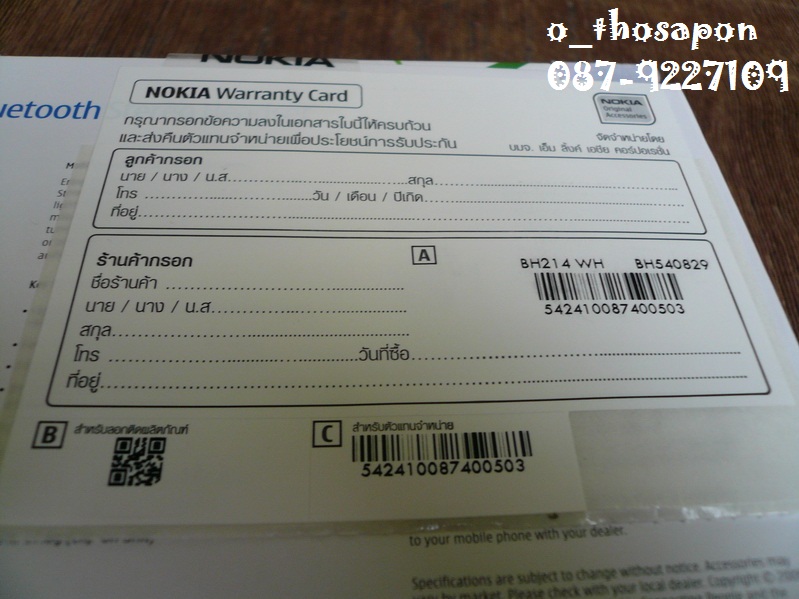 o_thosapon
087-9227109
NOKIA
uetooth
NOKIA Warranty Card
NOKIA
Original
Accessories
กรุณากรอกข้อความลงในเอกสารใบนี้ให้ครบถ้วน
และส่งคืนตัวแทนจำหน่ายเพื่อประโยชน์การรับประกัน
จัดจำหน่ายโดย
บมจ. เอ็ม ลิ้งค์ เอเชีย คอร์ปอเรชั่น
ลูกค้ากรอก
นาย / นาง / น.ส.......................................สกุล.......................................
โทร .......................................วัน / เดือน / ปีเกิด.......................................
ที่อยู่.......................................
ร้านค้ากรอก
A
BH214 WH BH540829
ชื่อร้านค้า .......................................
542410087400503
นาย / นาง / น.ส.......................................
สกุล.......................................
โทร .......................................วันที่ซื้อ.......................................
ที่อยู่.......................................
B สำหรับลอกติดผลิตภัณฑ์
C สำหรับตัวแทนจำหน่าย
542410087400503
to your mobile phone with your dealer.
Specifications are subject to change without notice. Accessories may
vary by market. Please check with your local dealer. Copyright ©